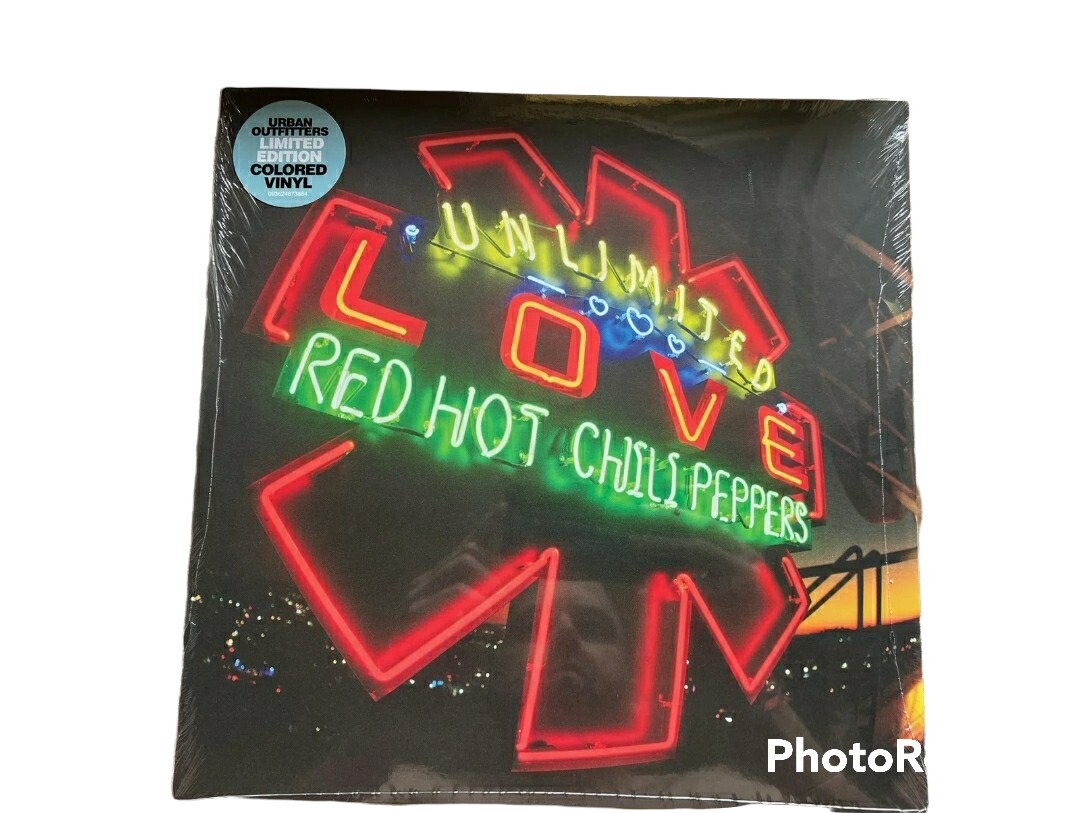 URBAN
OUTFITTERS
LIMITED
EDITION
COLORED
VINYL
UNLIMITED
LOVE
RED HOT CHILI PEPPERS
PhotoR